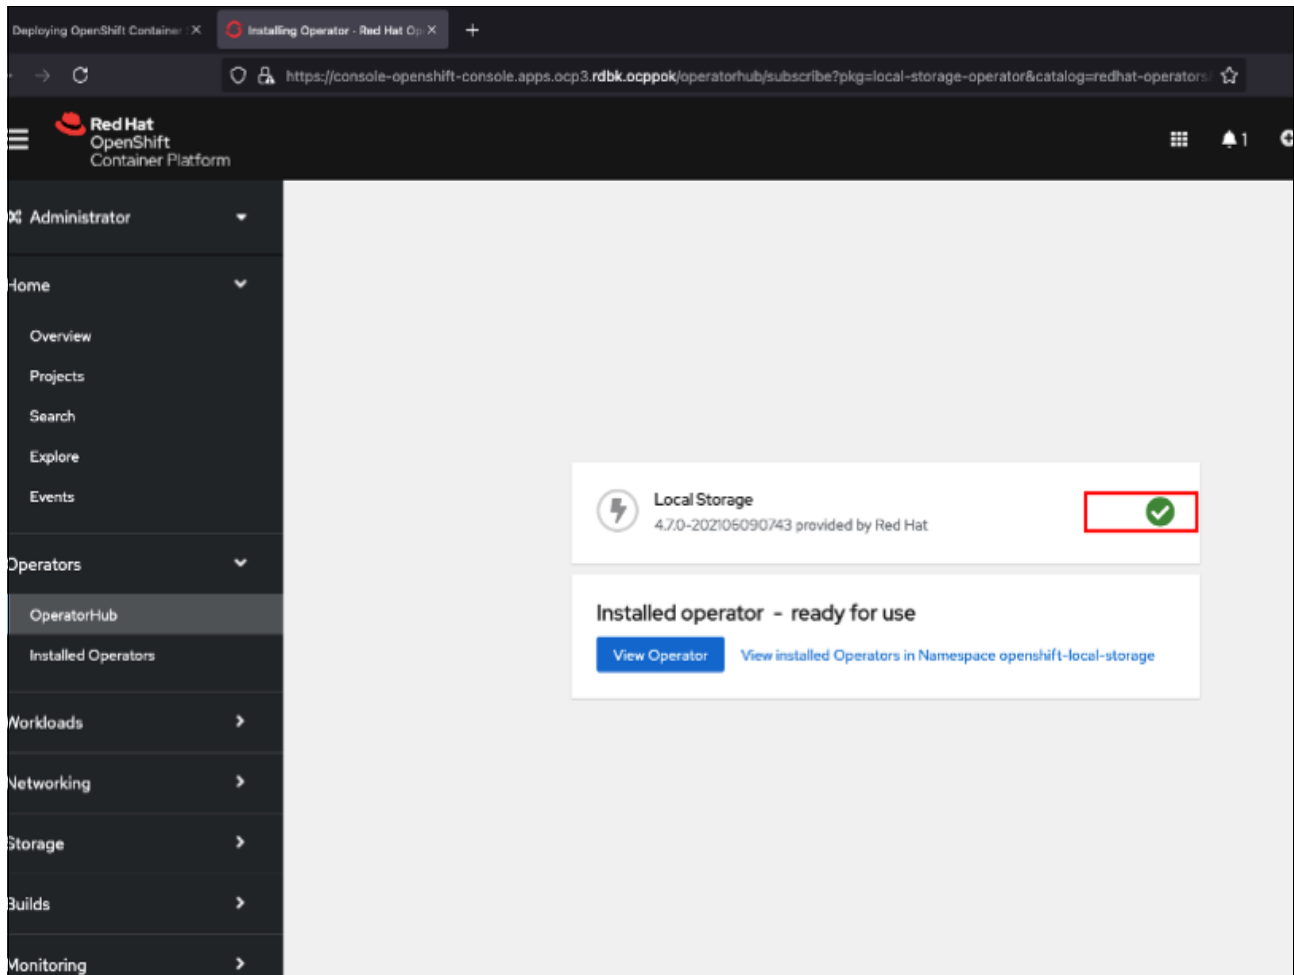 Deploying OpenShift Container
Installing Operator - Red Hat Op
https://console-openshift-console.apps.ocp3.rdbk.ocppok/operatorhub/subscribe?pkg=local-storage-operator&catalog=redhat-operators
Red Hat
OpenShift
Container Platform
1
Administrator
Home
Overview
Projects
Search
Explore
Events
Local Storage
4.7.0-202106090743 provided by Red Hat
Operators
OperatorHub
Installed operator - ready for use
Installed Operators
View Operator
View installed Operators in Namespace openshift-local-storage
Workloads
Networking
Storage
Builds
Monitoring